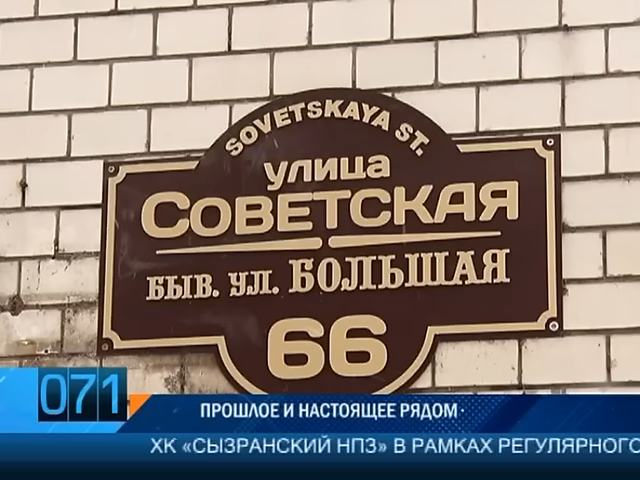 SOVETSKAYA ST.
улица
СОВЕТСКАЯ
БЫВ. УЛ. БОЛЬШАЯ
66
071
ПРОШЛОЕ И НАСТОЯЩЕЕ РЯДОМ
ХК «СЫЗРАНСКИЙ НПЗ» В РАМКАХ РЕГУЛЯРНОГО